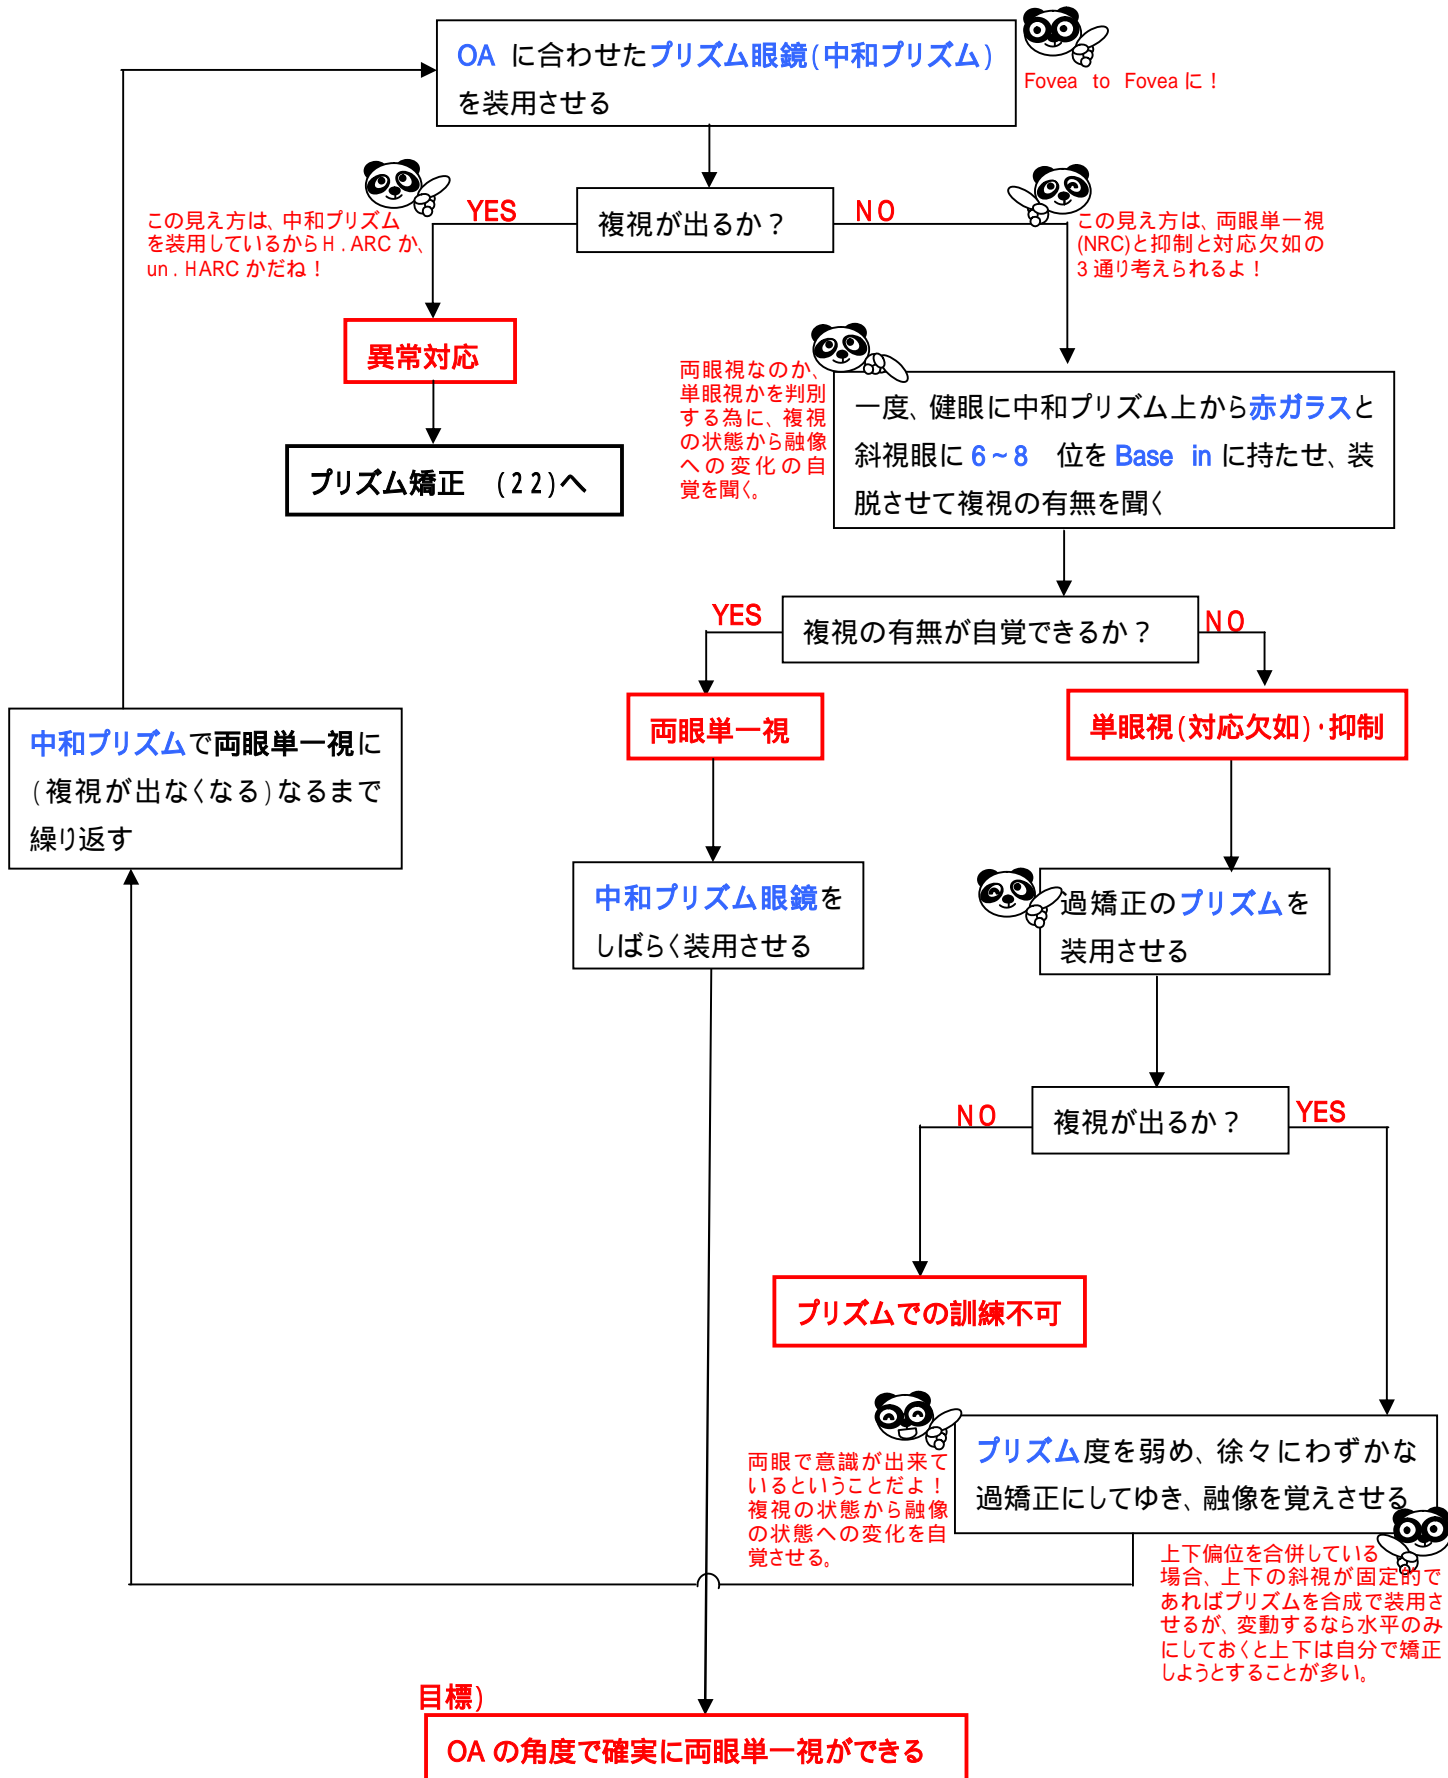 OA に合わせたプリズム眼鏡(中和プリズム)
を装用させる
Fovea to Fovea に！
複視が出るか？
YES
NO
この見え方は、中和プリズム
を装用しているからH．ARC か、
un．HARC かだね！
この見え方は、両眼単一視
(NRC)と抑制と対応欠如の
3 通り考えられるよ！
異常対応
プリズム矯正 (22)へ
両眼視なのか、
単眼視かを判別
する為に、複視
の状態から融像
への変化の自
覚を聞く。
一度、健眼に中和プリズム上から赤ガラスと
斜視眼に 6～8 位を Base in に持たせ、装
脱させて複視の有無を聞く
複視の有無が自覚できるか？
YES
NO
両眼単一視
単眼視(対応欠如)・抑制
中和プリズムで両眼単一視に
(複視が出なくなる)なるまで
繰り返す
中和プリズム眼鏡を
しばらく装用させる
過矯正のプリズムを
装用させる
複視が出るか？
NO
YES
プリズムでの訓練不可
プリズム度を弱め、徐々にわずかな
過矯正にしてゆき、融像を覚えさせる
両眼で意識が出来て
いるということだよ！
複視の状態から融像
の状態への変化を自
覚させる。
上下偏位を合併している
場合、上下の斜視が固定的で
あればプリズムを合成で装用さ
せるが、変動するなら水平のみ
にしておくと上下は自分で矯正
しようとすることが多い。
目標)
OA の角度で確実に両眼単一視ができる